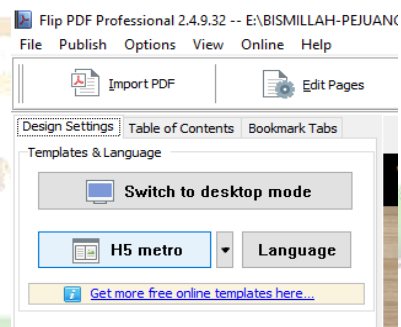 Flip PDF Professional 2.4.9.32 -- E:\BISMILLAH-PEJUANG
File Publish Options View Online Help
Import PDF Edit Pages
Design Settings Table of Contents Bookmark Tabs
Templates & Language
Switch to desktop mode
H5 metro Language
Get more free online templates here...